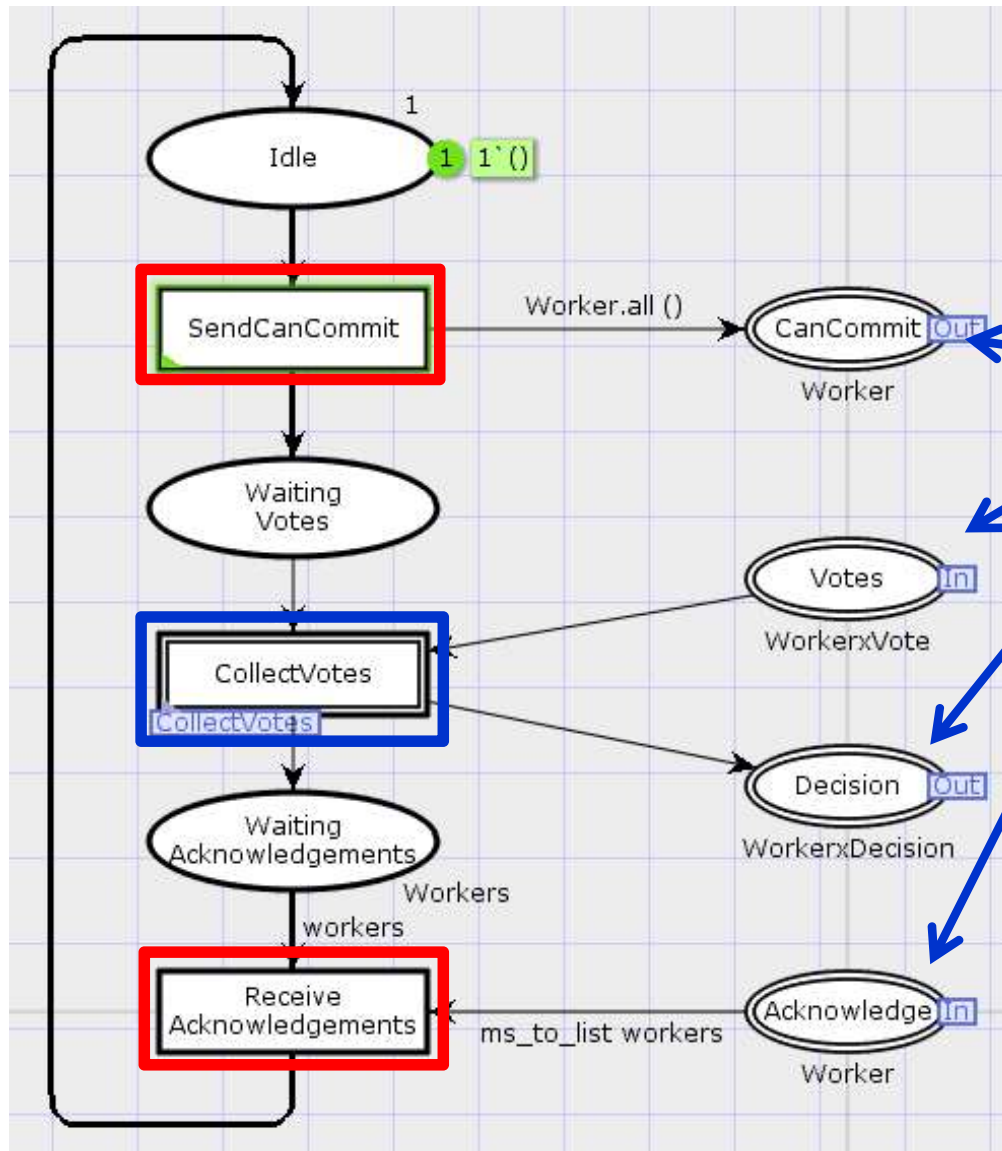 1
Idle
1 1`()
SendCanCommit
Worker.all ()
CanCommit
Out
Worker
Waiting
Votes
Votes
In
WorkerxVote
CollectVotes
CollectVotes
Decision
Out
WorkerxDecision
Waiting
Acknowledgements
Workers
workers
Receive
Acknowledgements
ms_to_list workers
Acknowledge
In
Worker